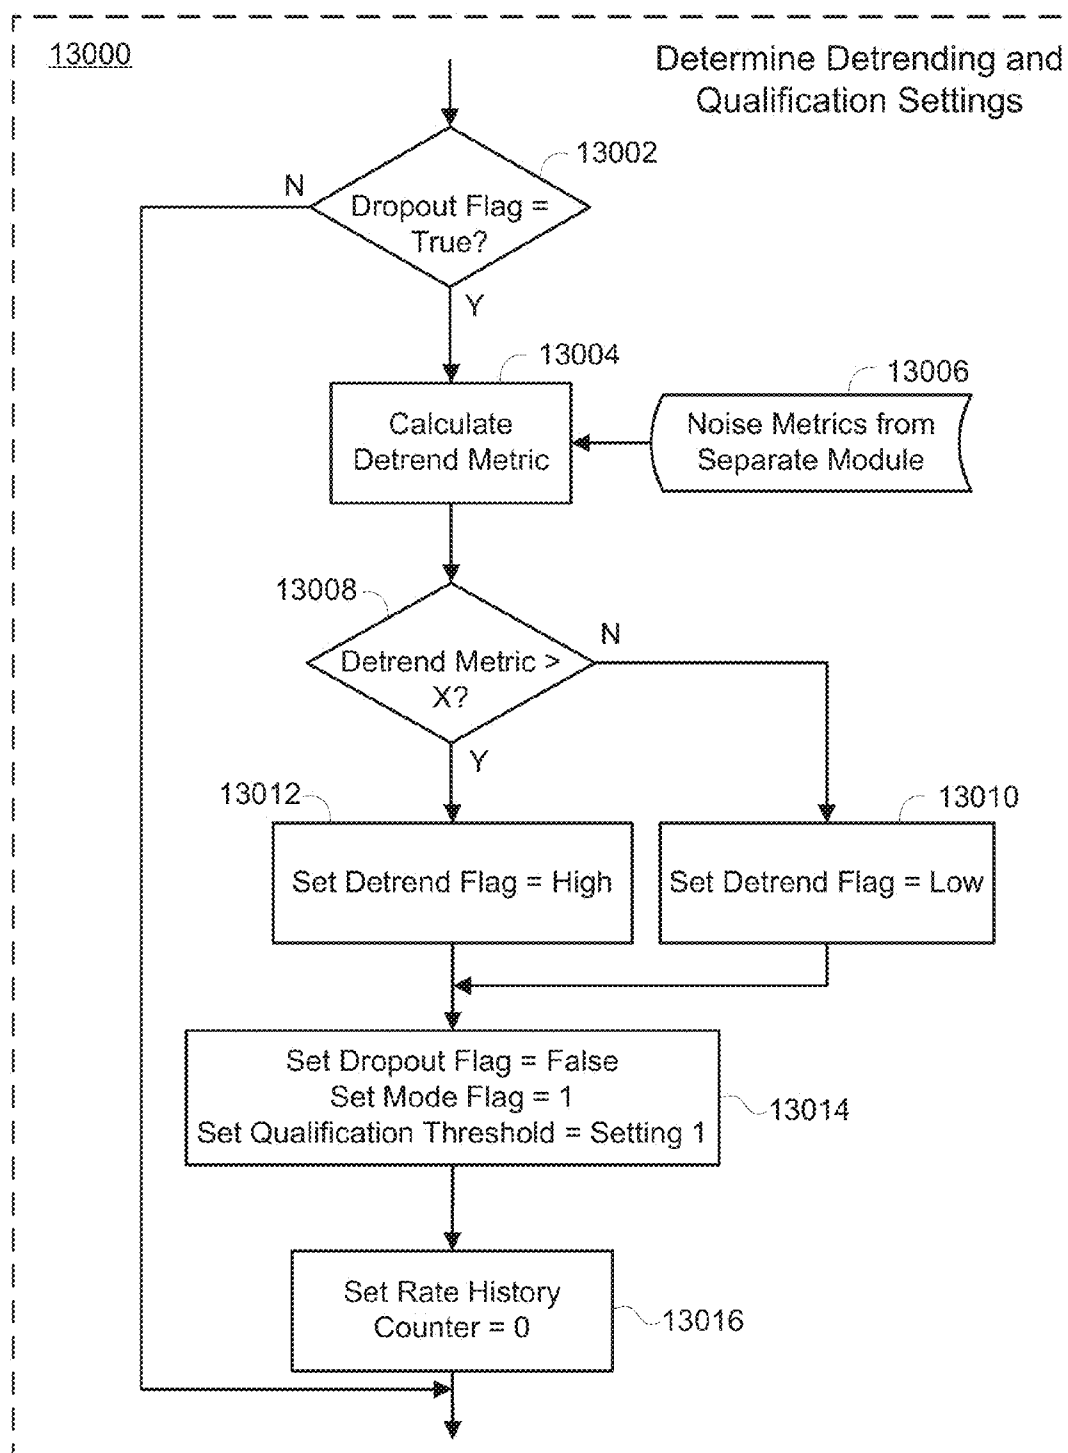 13000
Determine Detrending and
Qualification Settings
13002
N
Dropout Flag =
True?
Y
13004
13006
Calculate
Detrend Metric
Noise Metrics from
Separate Module
13008
N
Detrend Metric >
X?
Y
13012
13010
Set Detrend Flag = High
Set Detrend Flag = Low
Set Dropout Flag = False
Set Mode Flag = 1
Set Qualification Threshold = Setting 1
13014
Set Rate History
Counter = 0
13016